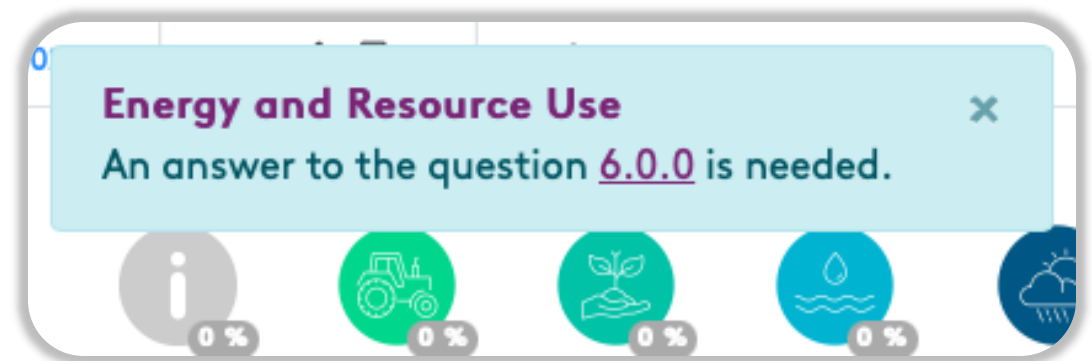 Energy and Resource Use
×
An answer to the question 6.0.0 is needed.
0 %
0 %
0 %
0 %